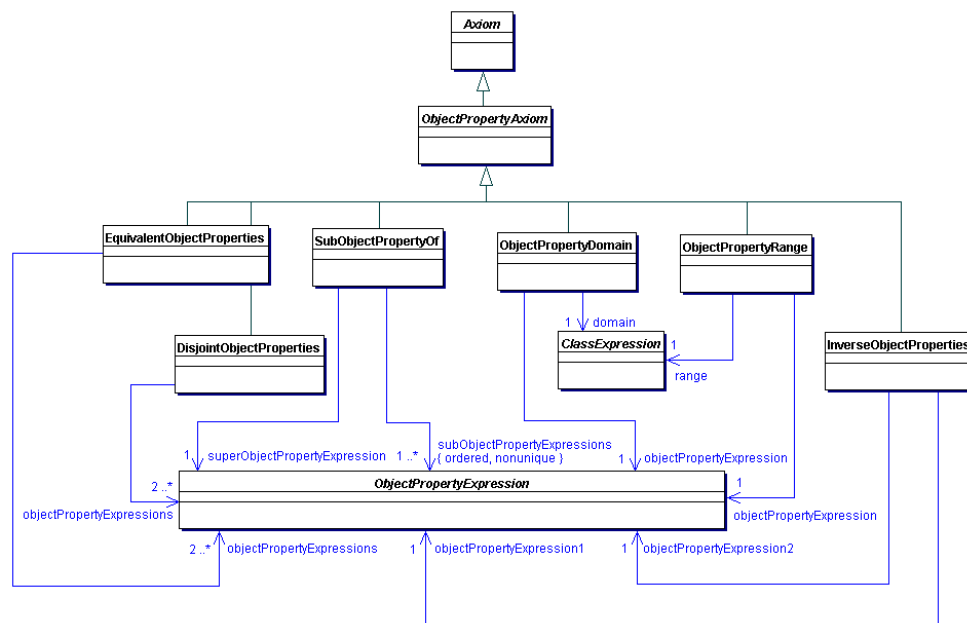 Axiom
ObjectPropertyAxiom
EquivalentObjectProperties
SubObjectPropertyOf
ObjectPropertyDomain
ObjectPropertyRange
1 domain
DisjointObjectProperties
ClassExpression
1
range
InverseObjectProperties
1 superObjectPropertyExpression
1 ..*
subObjectPropertyExpressions
{ ordered, nonunique }
1 objectPropertyExpression
ObjectPropertyExpression
2 ..*
objectPropertyExpressions
1
objectPropertyExpression
2 ..* objectPropertyExpressions
1 objectPropertyExpression1
1 objectPropertyExpression2